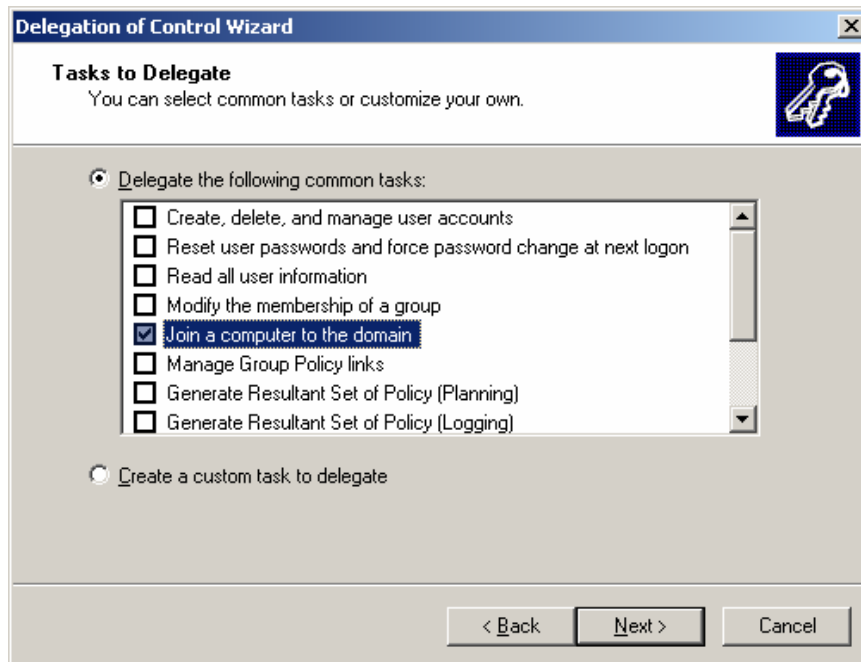 Delegation of Control Wizard
Tasks to Delegate
You can select common tasks or customize your own.
Delegate the following common tasks:
Create, delete, and manage user accounts
Reset user passwords and force password change at next logon
Read all user information
Modify the membership of a group
Join a computer to the domain
Manage Group Policy links
Generate Resultant Set of Policy (Planning)
Generate Resultant Set of Policy (Logging)
Create a custom task to delegate
< Back Next > Cancel